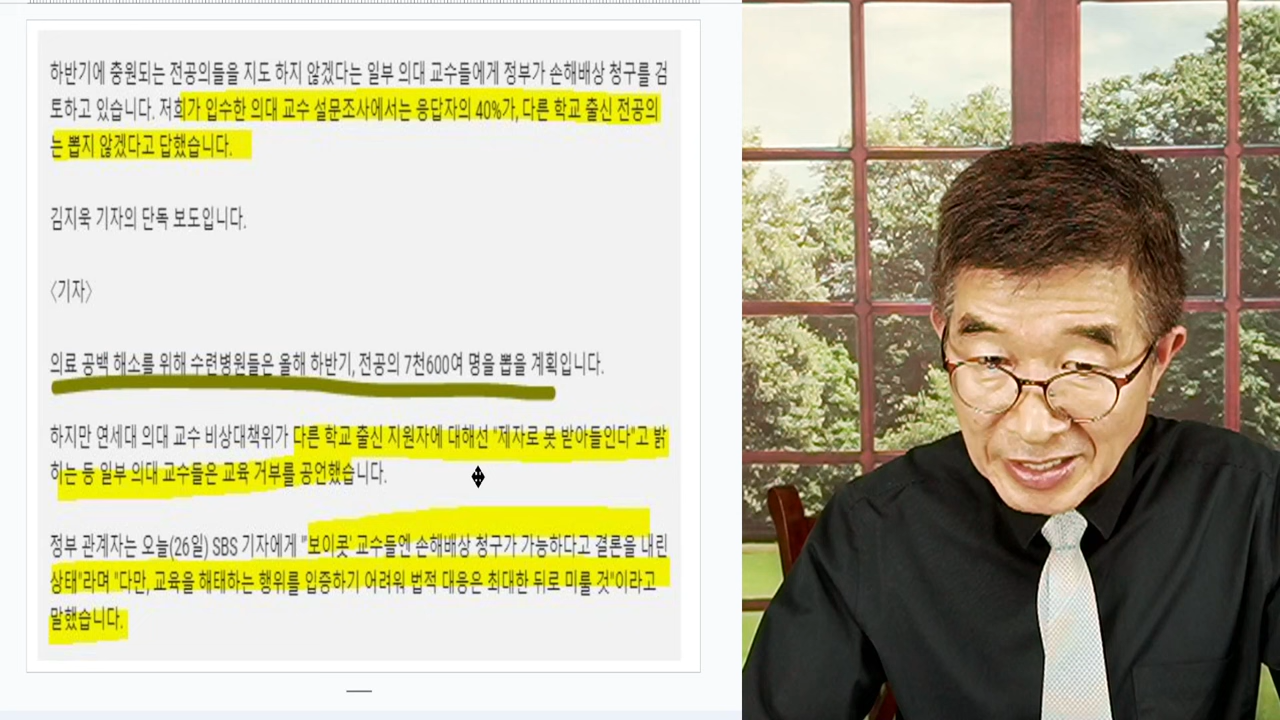 하반기에 충원되는 전공의들을 지도 하지 않겠다는 일부 의대 교수들에게 정부가 손해배상 청구를 검
토하고 있습니다. 저희가 입수한 의대 교수 설문조사에서는 응답자의 40%가, 다른 학교 출신 전공의
는 뽑지 않겠다고 답했습니다.
김지욱 기자의 단독 보도입니다.
〈기자〉
의료 공백 해소를 위해 수련병원들은 올해 하반기, 전공의 7천600여 명을 뽑을 계획입니다.
하지만 연세대 의대 교수 비상대책위가 다른 학교 출신 지원자에 대해선 "제자로 못 받아들인다"고 밝
히는 등 일부 의대 교수들은 교육 거부를 공언했습니다.
정부 관계자는 오늘(26일) SBS 기자에게 "'보이콧' 교수들엔 손해배상 청구가 가능하다고 결론을 내린
상태"라며 "다만, 교육을 해태하는 행위를 입증하기 어려워 법적 대응은 최대한 뒤로 미룰 것"이라고
말했습니다.